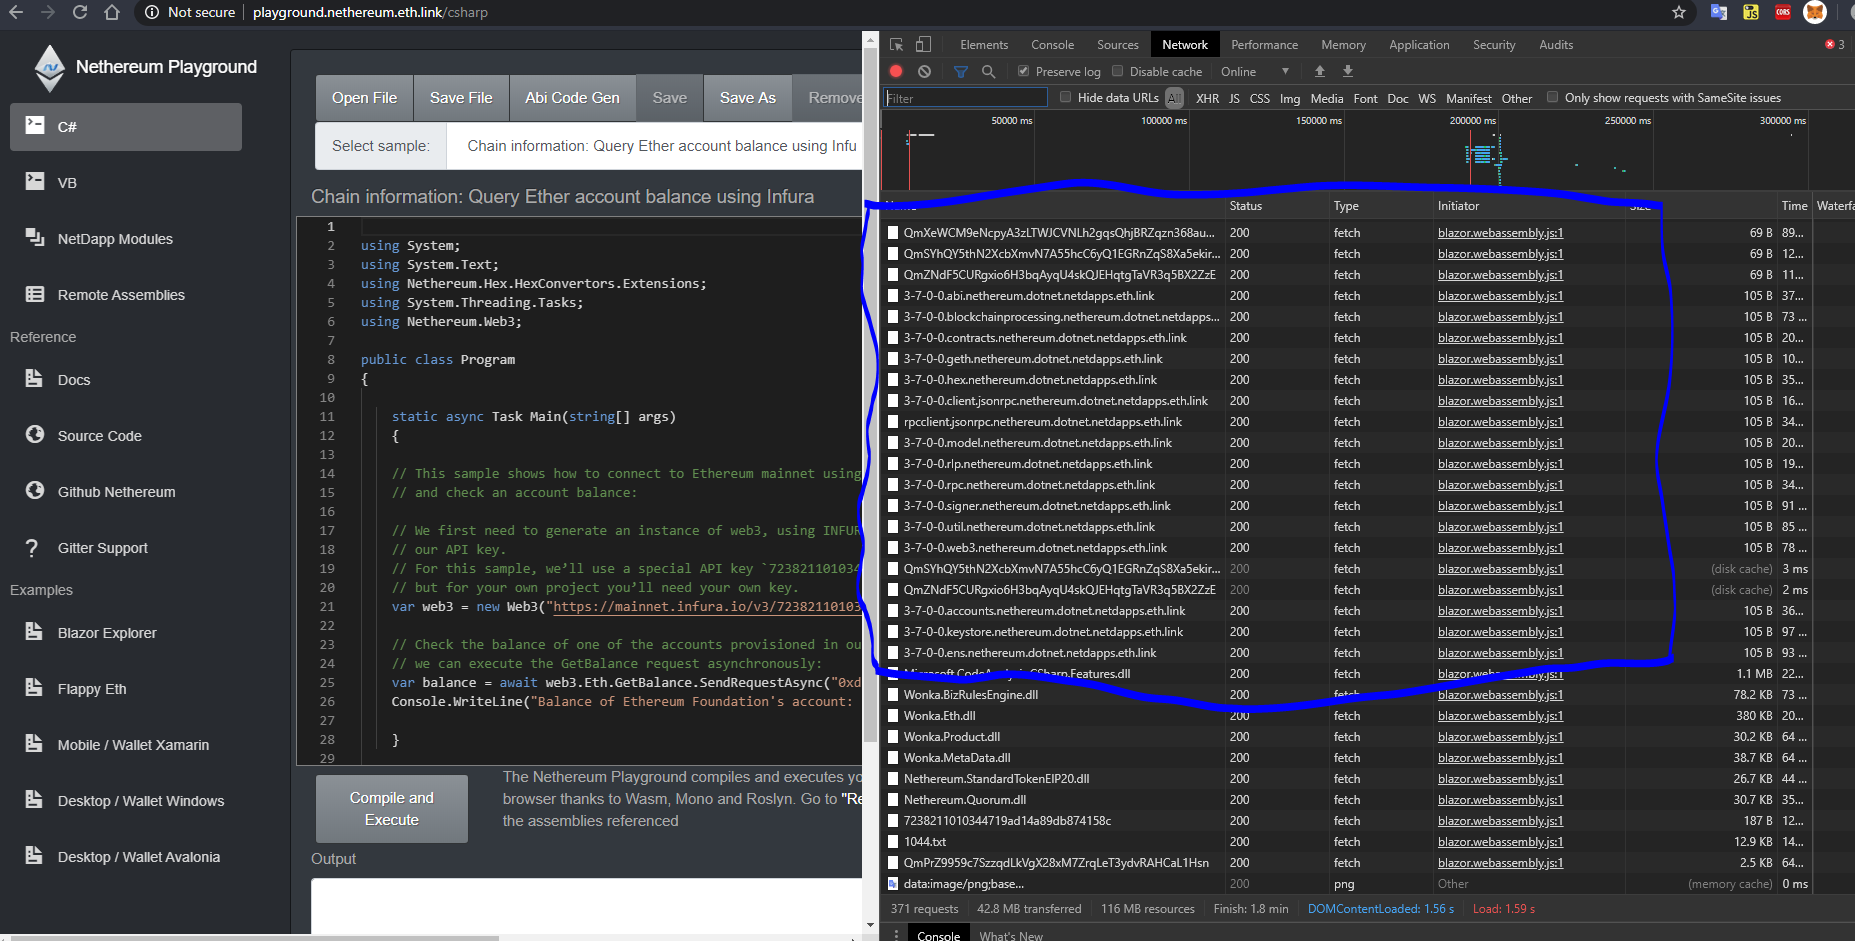 Not secure | playground.nethereum.eth.link/csharp
Nethereum Playground
C#
VB
NetDapp Modules
Remote Assemblies
Reference
Docs
Source Code
Github Nethereum
Gitter Support
Examples
Blazor Explorer
Flappy Eth
Mobile / Wallet Xamarin
Desktop / Wallet Windows
Desktop / Wallet Avalonia
Open File Save File Abi Code Gen Save Save As Remove
Select sample: Chain information: Query Ether account balance using Infu
Chain information: Query Ether account balance using Infura
1
2 using System;
3 using System.Text;
4 using Nethereum.Hex.HexConvertors.Extensions;
5 using System.Threading.Tasks;
6 using Nethereum.Web3;
7
8 public class Program
9 {
10
11 static async Task Main(string[] args)
12 {
13
14 // This sample shows how to connect to Ethereum mainnet using
15 // and check an account balance:
16
17 // We first need to generate an instance of web3, using INFUR
18 // our API key.
19 // For this sample, we’ll use a special API key `7238211010344
20 // but for your own project you’ll need your own key.
21 var web3 = new Web3("https://mainnet.infura.io/v3/72382110103
22
23 // Check the balance of one of the accounts provisioned in ou
24 // we can execute the GetBalance request asynchronously:
25 var balance = await web3.Eth.GetBalance.SendRequestAsync("0xd
26 Console.WriteLine("Balance of Ethereum Foundation's account:
27
28 }
29
Compile and
Execute
The Nethereum Playground compiles and executes yo
browser thanks to Wasm, Mono and Roslyn. Go to "Re
the assemblies referenced
Output
Elements Console Sources Network Performance Memory Application Security Audits 3
Preserve log Disable cache Online
Filter Hide data URLs All XHR JS CSS Img Media Font Doc WS Manifest Other Only show requests with SameSite issues
50000 ms 100000 ms 150000 ms 200000 ms 250000 ms 300000 ms
Name Status Type Initiator Size Time Waterfa
QmXeWCM9eNcpyA3zLTWJCVNLh2gqsQhjBRZqzn368au... 200 fetch blazor.webassembly.js:1 69 B 89...
QmSYhQY5thN2XcbXmvN7A55hcC6yQ1EGRnZqS8Xa5ekir... 200 fetch blazor.webassembly.js:1 69 B 12...
QmZNdF5CURgxio6H3bqAyqU4skQJEHqtgTaVR3q5BX2ZzE 200 fetch blazor.webassembly.js:1 69 B 11...
3-7-0-0.abi.nethereum.dotnet.netdapps.eth.link 200 fetch blazor.webassembly.js:1 105 B 37...
3-7-0-0.blockchainprocessing.nethereum.dotnet.netdapps... 200 fetch blazor.webassembly.js:1 105 B 73 ...
3-7-0-0.contracts.nethereum.dotnet.netdapps.eth.link 200 fetch blazor.webassembly.js:1 105 B 20...
3-7-0-0.geth.nethereum.dotnet.netdapps.eth.link 200 fetch blazor.webassembly.js:1 105 B 10...
3-7-0-0.hex.nethereum.dotnet.netdapps.eth.link 200 fetch blazor.webassembly.js:1 105 B 35...
3-7-0-0.client.jsonrpc.nethereum.dotnet.netdapps.eth.link 200 fetch blazor.webassembly.js:1 105 B 16...
rpcclient.jsonrpc.nethereum.dotnet.netdapps.eth.link 200 fetch blazor.webassembly.js:1 105 B 34...
3-7-0-0.model.nethereum.dotnet.netdapps.eth.link 200 fetch blazor.webassembly.js:1 105 B 20...
3-7-0-0.rlp.nethereum.dotnet.netdapps.eth.link 200 fetch blazor.webassembly.js:1 105 B 19...
3-7-0-0.rpc.nethereum.dotnet.netdapps.eth.link 200 fetch blazor.webassembly.js:1 105 B 34...
3-7-0-0.signer.nethereum.dotnet.netdapps.eth.link 200 fetch blazor.webassembly.js:1 105 B 91 ...
3-7-0-0.util.nethereum.dotnet.netdapps.eth.link 200 fetch blazor.webassembly.js:1 105 B 85 ...
3-7-0-0.web3.nethereum.dotnet.netdapps.eth.link 200 fetch blazor.webassembly.js:1 105 B 78 ...
QmSYhQY5thN2XcbXmvN7A55hcC6yQ1EGRnZqS8Xa5ekir... 200 fetch blazor.webassembly.js:1 (disk cache) 3 ms
QmZNdF5CURgxio6H3bqAyqU4skQJEHqtgTaVR3q5BX2ZzE 200 fetch blazor.webassembly.js:1 (disk cache) 2 ms
3-7-0-0.accounts.nethereum.dotnet.netdapps.eth.link 200 fetch blazor.webassembly.js:1 105 B 36...
3-7-0-0.keystore.nethereum.dotnet.netdapps.eth.link 200 fetch blazor.webassembly.js:1 105 B 97 ...
3-7-0-0.ens.nethereum.dotnet.netdapps.eth.link 200 fetch blazor.webassembly.js:1 105 B 93 ...
Microsoft.CodeAnalysis.CSharp.Features.dll 200 fetch blazor.webassembly.js:1 1.1 MB 22...
Wonka.BizRulesEngine.dll 200 fetch blazor.webassembly.js:1 78.2 KB 73 ...
Wonka.Eth.dll 200 fetch blazor.webassembly.js:1 380 KB 20...
Wonka.Product.dll 200 fetch blazor.webassembly.js:1 30.2 KB 64 ...
Wonka.MetaData.dll 200 fetch blazor.webassembly.js:1 38.7 KB 64 ...
Nethereum.StandardTokenEIP20.dll 200 fetch blazor.webassembly.js:1 26.7 KB 44 ...
Nethereum.Quorum.dll 200 fetch blazor.webassembly.js:1 30.7 KB 35...
7238211010344719ad14a89db874158c 200 fetch blazor.webassembly.js:1 187 B 12...
1044.txt 200 fetch blazor.webassembly.js:1 12.9 KB 14...
QmPrZ9959c7SzzqdLkVgX28xM7ZrqLeT3ydvRAHCaL1Hsn 200 fetch blazor.webassembly.js:1 2.5 KB 64...
data:image/png;base... 200 png Other (memory cache) 0 ms
371 requests 42.8 MB transferred 116 MB resources Finish: 1.8 min DOMContentLoaded: 1.56 s Load: 1.59 s
Console What's New